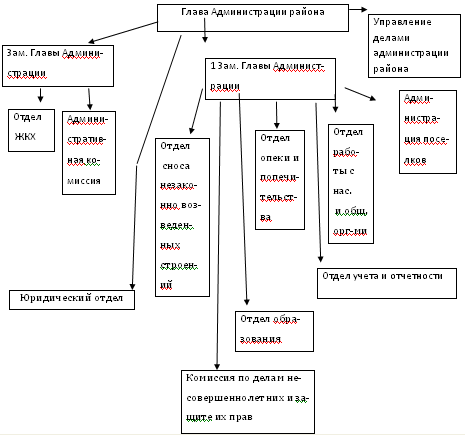 Глава Администрации района
Управление
делами
администрации
района
Зам. Главы Админи-
страции
1 Зам. Главы Админист-
рации
Отдел
ЖКХ
Админи-
стратив-
ная ко-
миссия
Отдел
сноса
незако-
нно воз-
веден-
ных
строен-
ий
Отдел
опеки и
попечи-
тельст-
ва
Отдел
рабо-
ты с
нас.
и общ.
орг-ми
Адми-
нистра-
ция посе-
лков
Отдел учета и отчетности
Юридический отдел
Отдел обра-
зования
Комиссия по делам не-
совершеннолетних и за-
щите их прав